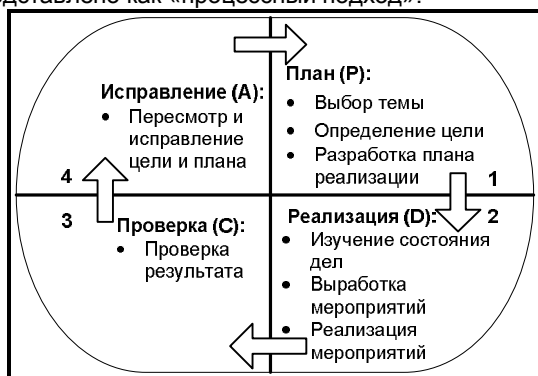 как «процессный подход».
Исправление (А):
• Пересмотр и
исправление
цели и плана
4
План (P):
• Выбор темы
• Определение цели
• Разработка плана
реализации
1
3
Проверка (С):
• Проверка
результата
Реализация (D):
2
• Изучение состояния
дел
• Выработка
мероприятий
• Реализация
мероприятий